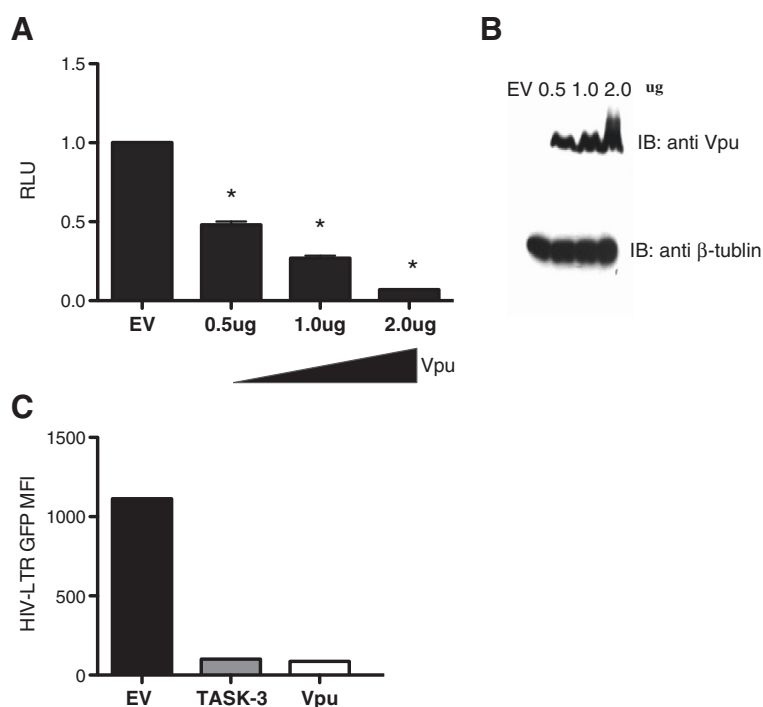 A
1.5
1.0
0.5
0.0
RLU
*
*
*
EV 0.5ug 1.0ug 2.0ug
Vpu
B
EV 0.5 1.0 2.0 ug
IB: anti Vpu
IB: anti β-tublin
C
1500
1000
500
0
HIV-LTR GFP MFI
EV TASK-3 Vpu